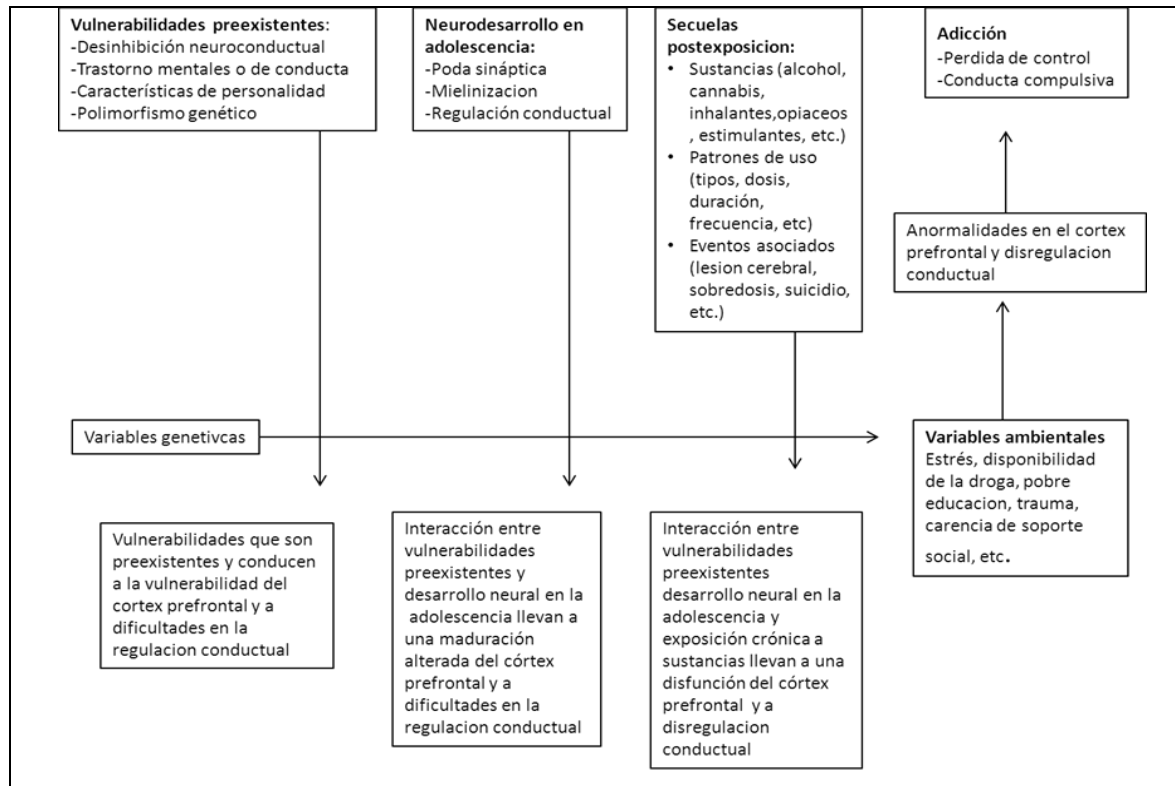 Vulnerabilidades preexistentes:
-Desinhibición neuroconductual
-Trastorno mentales o de conducta
-Características de personalidad
-Polimorfismo genético
Neurodesarrollo en
adolescencia:
-Poda sináptica
-Mielinizacion
-Regulación conductual
Secuelas
postexposicion:
• Sustancias (alcohol,
cannabis,
inhalantes,opiaceos
, estimulantes, etc.)
• Patrones de uso
(tipos, dosis,
duración,
frecuencia, etc)
• Eventos asociados
(lesion cerebral,
sobredosis, suicidio,
etc.)
Adicción
-Perdida de control
-Conducta compulsiva
Anormalidades en el cortex
prefrontal y disregulacion
conductual
Variables genetivcas
Variables ambientales
Estrés, disponibilidad
de la droga, pobre
educacion, trauma,
carencia de soporte
social, etc.
Vulnerabilidades que son
preexistentes y conducen
a la vulnerabilidad del
cortex prefrontal y a
dificultades en la
regulacion conductual
Interacción entre
vulnerabilidades
preexistentes y
desarrollo neural en la
adolescencia llevan a
una maduración
alterada del córtex
prefrontal y a
dificultades en la
regulacion conductual
Interacción entre
vulnerabilidades
preexistentes
desarrollo neural en la
adolescencia y
exposición crónica a
sustancias llevan a una
disfunción del córtex
prefrontal y a
disregulacion
conductual